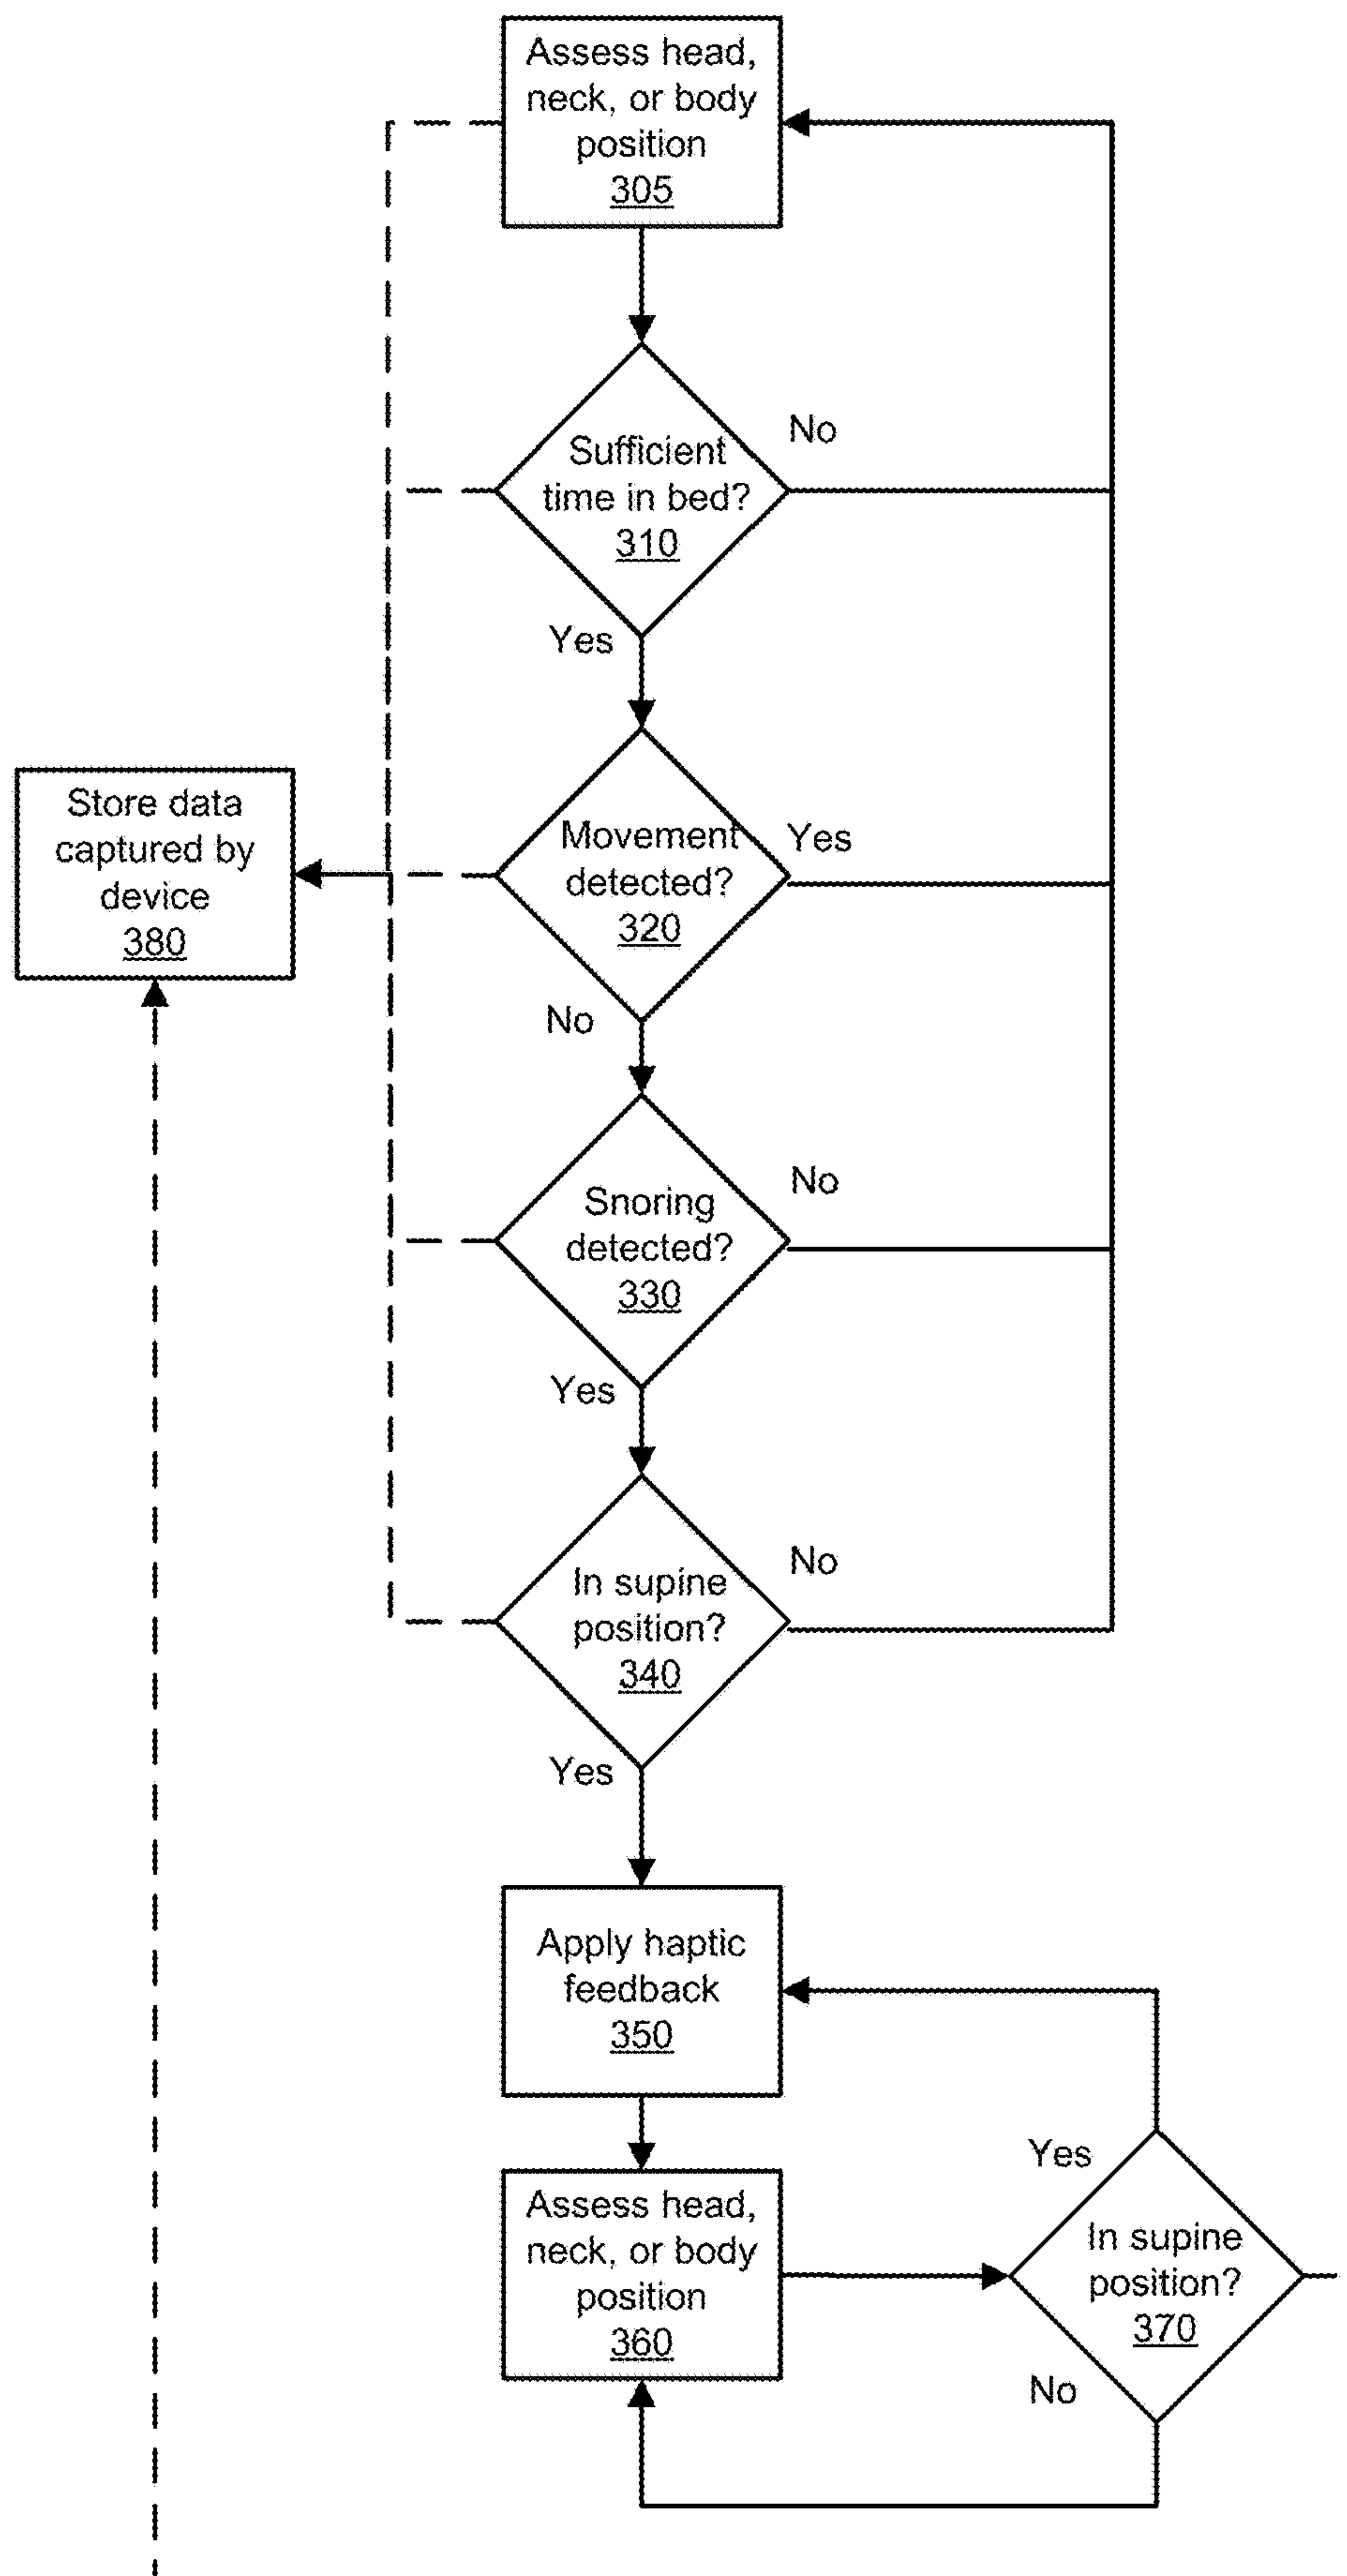 Assess head,
neck, or body
position
305
Sufficient
time in bed?
310
No
Yes
Store data
captured by
device
380
Movement
detected?
320
Yes
No
Snoring
detected?
330
No
Yes
In supine
position?
340
No
Yes
Apply haptic
feedback
350
Assess head,
neck, or body
position
360
Yes
In supine
position?
370
No